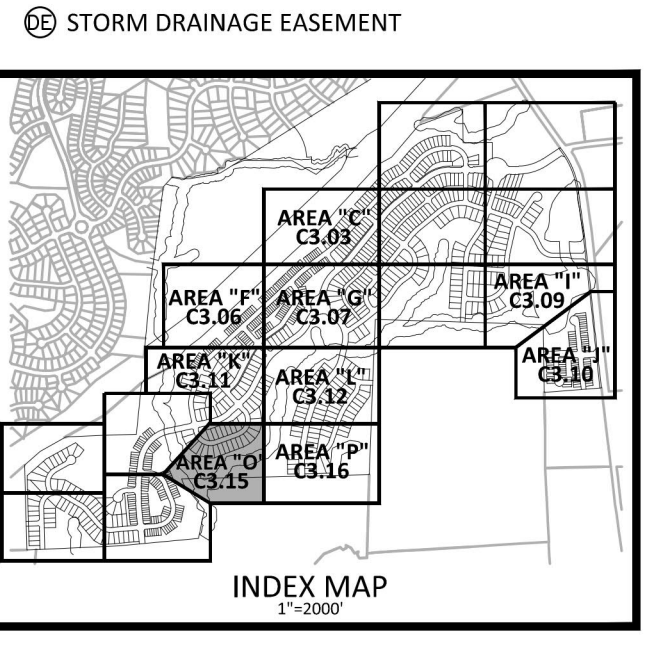 DE STORM DRAINAGE EASEMENT
AREA "C"
C3.03
AREA "F"
C3.06
AREA "G"
C3.07
AREA "I"
C3.09
AREA "K"
C3.11
AREA "L"
C3.12
AREA "J"
C3.10
AREA "O"
C3.15
AREA "P"
C3.16
INDEX MAP
1"=2000'